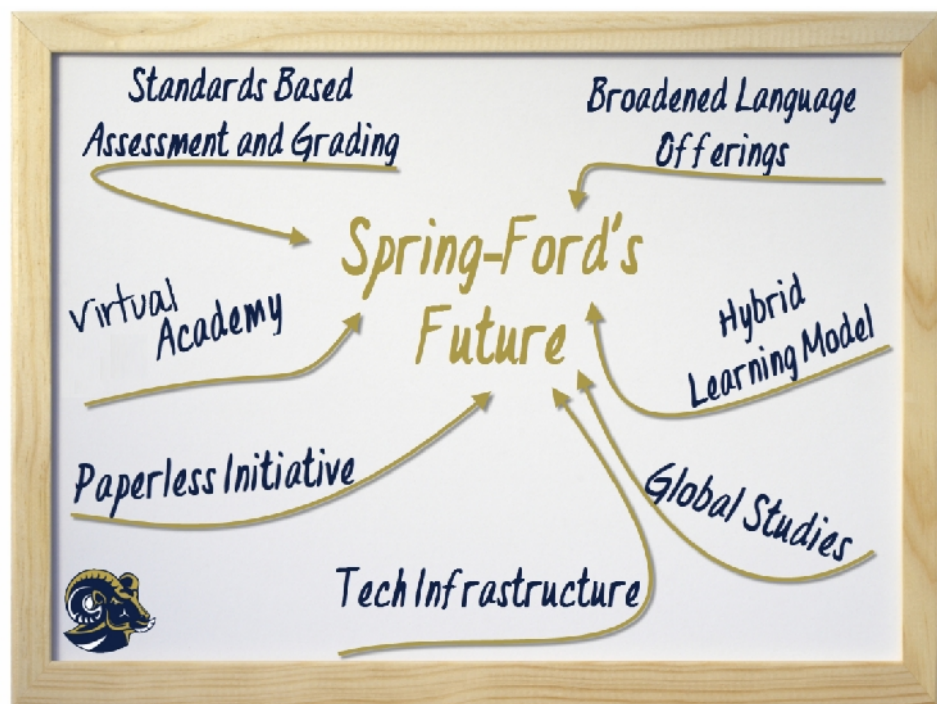 Standards Based
Assessment and Grading
Broadened Language
Offerings
Spring-Ford's
Future
Virtual
Academy
Hybrid
Learning Model
Paperless Initiative
Global Studies
Tech Infrastructure